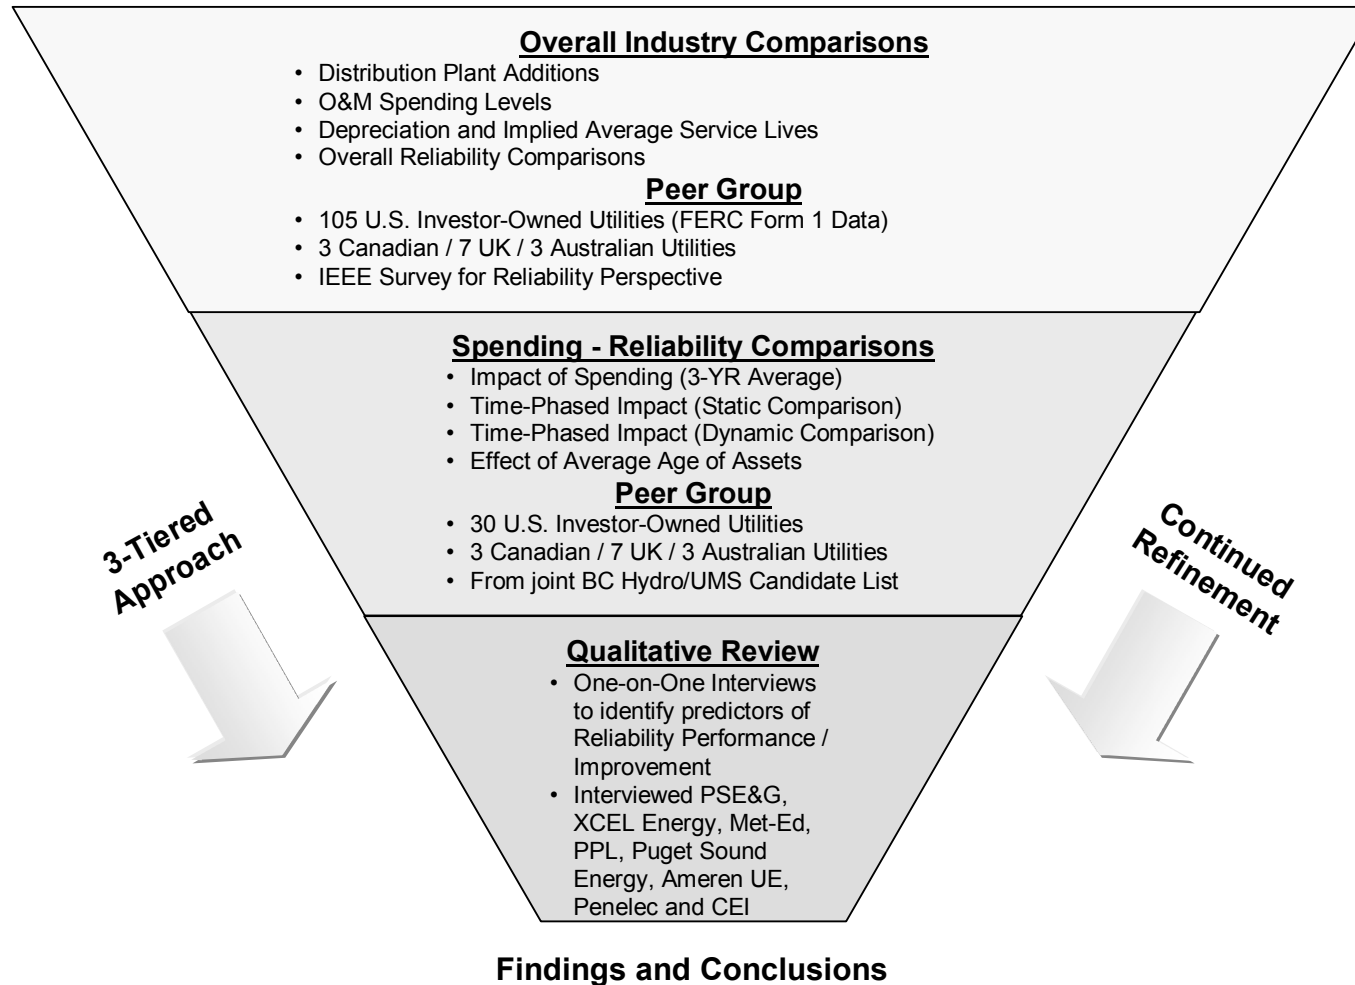 Overall Industry Comparisons
• Distribution Plant Additions
• O&M Spending Levels
• Depreciation and Implied Average Service Lives
• Overall Reliability Comparisons
Peer Group
• 105 U.S. Investor-Owned Utilities (FERC Form 1 Data)
• 3 Canadian / 7 UK / 3 Australian Utilities
• IEEE Survey for Reliability Perspective
Spending - Reliability Comparisons
• Impact of Spending (3-YR Average)
• Time-Phased Impact (Static Comparison)
• Time-Phased Impact (Dynamic Comparison)
• Effect of Average Age of Assets
Peer Group
• 30 U.S. Investor-Owned Utilities
• 3 Canadian / 7 UK / 3 Australian Utilities
• From joint BC Hydro/UMS Candidate List
3-Tiered
Approach
Continued
Refinement
Qualitative Review
• One-on-One Interviews
to identify predictors of
Reliability Performance /
Improvement
• Interviewed PSE&G,
XCEL Energy, Met-Ed,
PPL, Puget Sound
Energy, Ameren UE,
Penelec and CEI
Findings and Conclusions